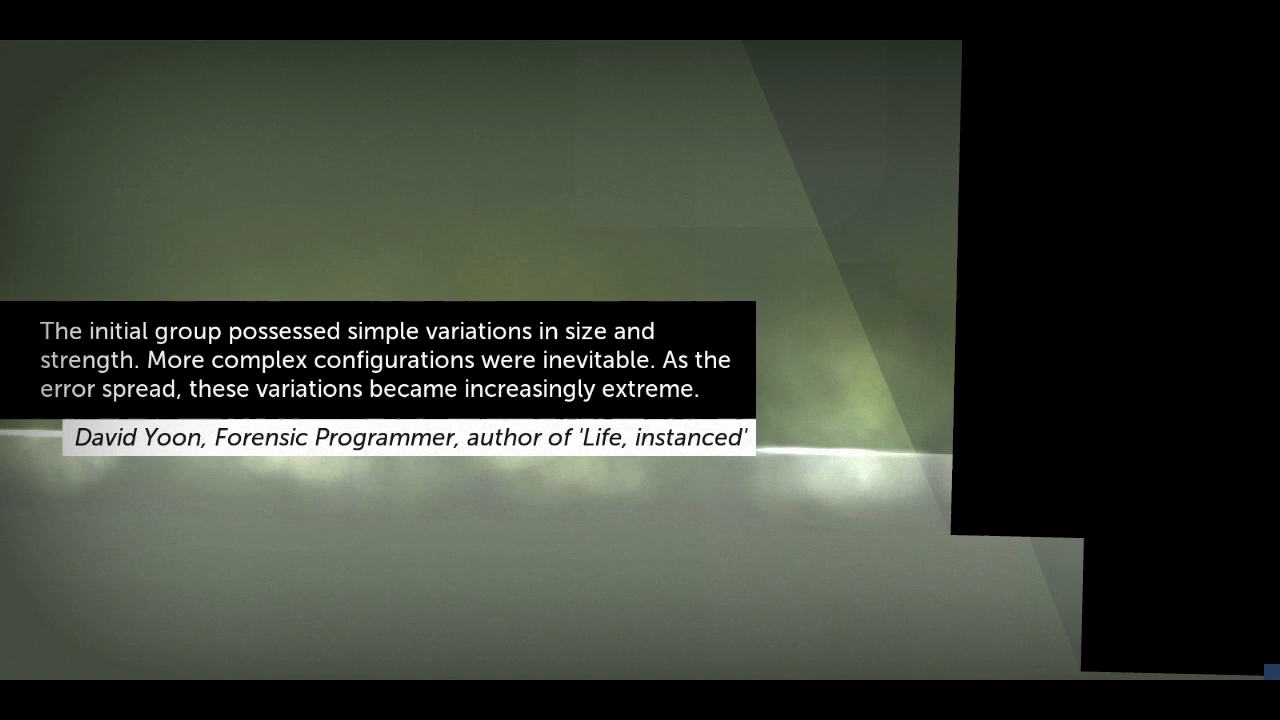 The initial group possessed simple variations in size and
strength. More complex configurations were inevitable. As the
error spread, these variations became increasingly extreme.
David Yoon, Forensic Programmer, author of 'Life, instanced'